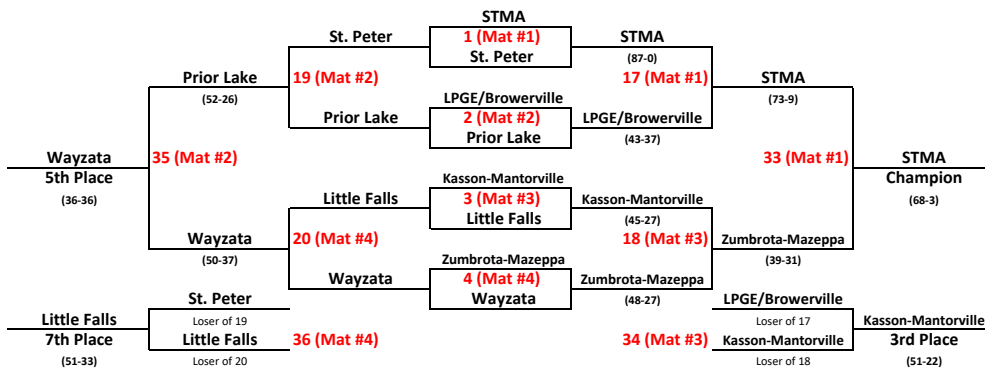 STMA
St. Peter 1 (Mat #1) STMA
St. Peter (87-0)
Prior Lake 19 (Mat #2) 17 (Mat #1) STMA
(52-26) LPGE/Browerville (73-9)
Prior Lake 2 (Mat #2) LPGE/Browerville
Prior Lake (43-37)
Wayzata 35 (Mat #2) 33 (Mat #1) STMA
5th Place Kasson-Mantorville Champion
(36-36) Little Falls 3 (Mat #3) Kasson-Mantorville (68-3)
Little Falls (45-27)
Wayzata 20 (Mat #4) 18 (Mat #3) Zumbrota-Mazeppa
(50-37) Zumbrota-Mazeppa (39-31)
Wayzata 4 (Mat #4) Zumbrota-Mazeppa
St. Peter Wayzata (48-27) LPGE/Browerville
Little Falls Loser of 19 Loser of 17 Kasson-Mantorville
7th Place Little Falls 36 (Mat #4) 34 (Mat #3) Kasson-Mantorville 3rd Place
(51-33) Loser of 20 Loser of 18 (51-22)